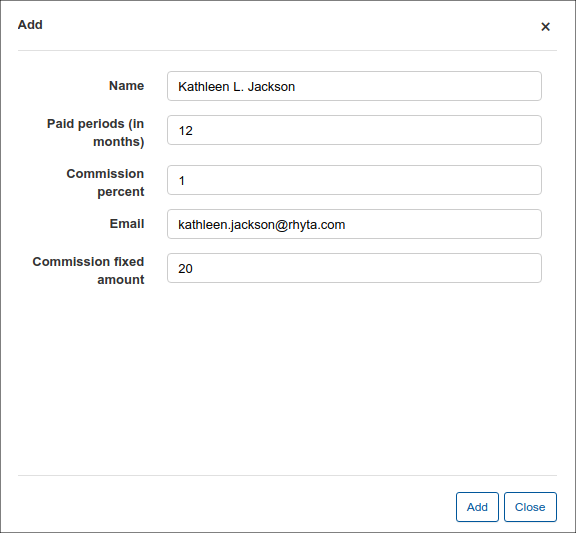 Add
×
Name
Kathleen L. Jackson
Paid periods (in
months)
12
Commission
percent
1
Email
kathleen.jackson@rhyta.com
Commission fixed
amount
20
Add
Close